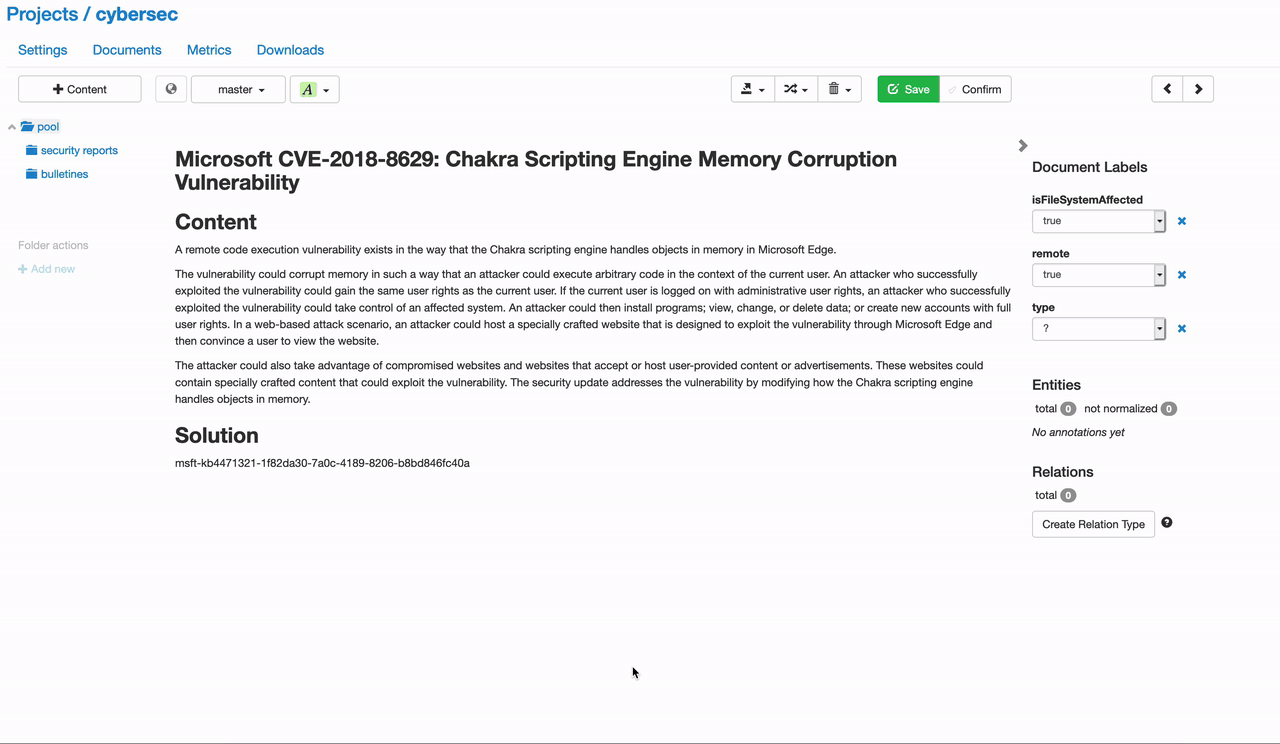 Projects / cybersec
Settings Documents Metrics Downloads
Content master A Save Confirm
pool
security reports
bulletines
Folder actions
Add new
Microsoft CVE-2018-8629: Chakra Scripting Engine Memory Corruption
Vulnerability
Content
A remote code execution vulnerability exists in the way that the Chakra scripting engine handles objects in memory in Microsoft Edge.
The vulnerability could corrupt memory in such a way that an attacker could execute arbitrary code in the context of the current user. An attacker who successfully
exploited the vulnerability could gain the same user rights as the current user. If the current user is logged on with administrative user rights, an attacker who successfully
exploited the vulnerability could take control of an affected system. An attacker could then install programs; view, change, or delete data; or create new accounts with full
user rights. In a web-based attack scenario, an attacker could host a specially crafted website that is designed to exploit the vulnerability through Microsoft Edge and
then convince a user to view the website.
The attacker could also take advantage of compromised websites and websites that accept or host user-provided content or advertisements. These websites could
contain specially crafted content that could exploit the vulnerability. The security update addresses the vulnerability by modifying how the Chakra scripting engine
handles objects in memory.
Solution
msft-kb4471321-1f82da30-7a0c-4189-8206-b8bd846fc40a
Document Labels
isFileSystemAffected
true
remote
true
type
?
Entities
total 0 not normalized 0
No annotations yet
Relations
total 0
Create Relation Type ?